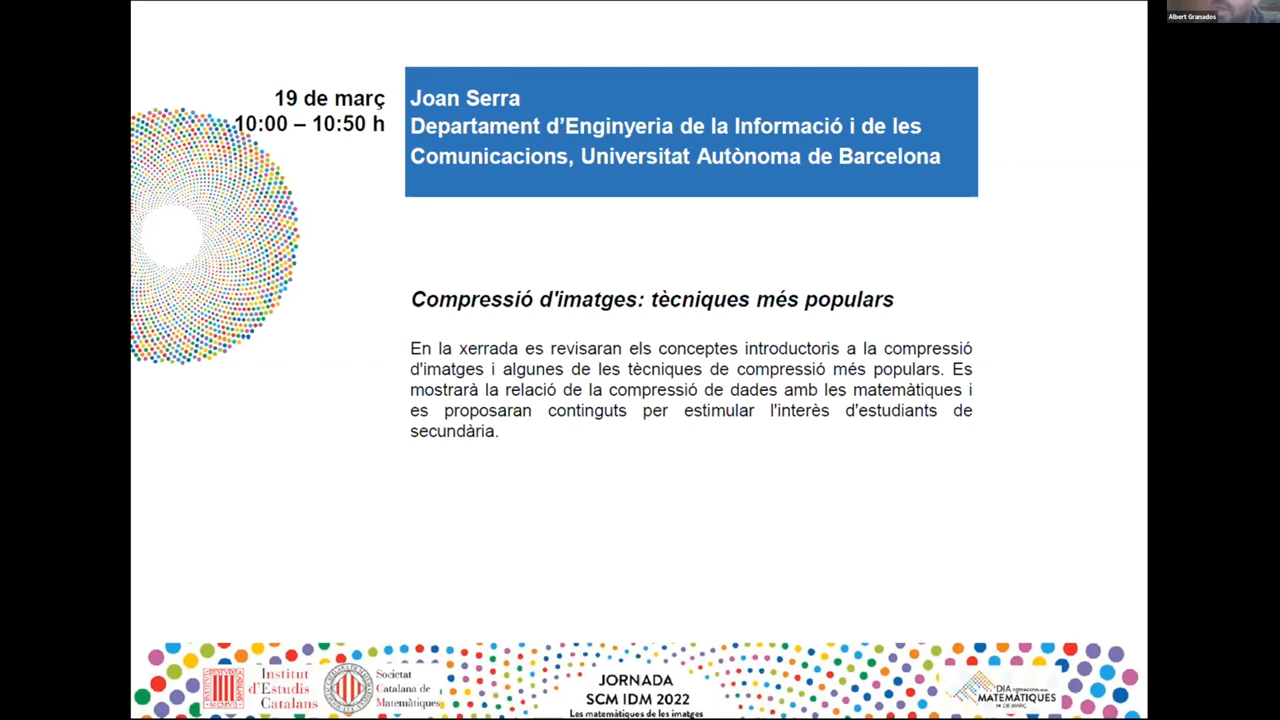 Albert Granados
19 de març
10:00 – 10:50 h
Joan Serra
Departament d'Enginyeria de la Informació i de les
Comunicacions, Universitat Autònoma de Barcelona
Compressió d'imatges: tècniques més populars
En la xerrada es revisaran els conceptes introductoris a la compressió
d'imatges i algunes de les tècniques de compressió més populars. Es
mostrarà la relació de la compressió de dades amb les matemàtiques i
es proposaran continguts per estimular l'interès d'estudiants de
secundària.
Institut
d'Estudis
Catalans
Societat
Catalana de
Matemàtiques
JORNADA
SCM IDM 2022
Les matemàtiques de les imatges
DIA
MATEMÀTIQUES
14 DE MARÇ